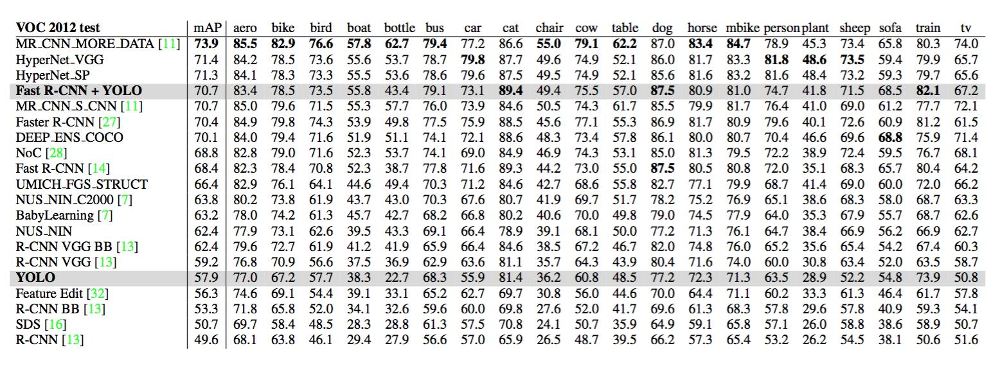 VOC 2012 test mAP aero bike bird boat bottle bus car cat chair cow table dog horse mbike person plant sheep sofa train tv
MR_CNN_MORE_DATA [11] 73.9 85.5 82.9 76.6 57.8 62.7 79.4 77.2 86.6 55.0 79.1 62.2 87.0 83.4 84.7 78.9 45.3 73.4 65.8 80.3 74.0
HyperNet_VGG 71.4 84.2 78.5 73.6 55.6 53.7 78.7 79.8 87.7 49.6 74.9 52.1 86.0 81.7 83.3 81.8 48.6 73.5 59.4 79.9 65.7
HyperNet_SP 71.3 84.1 78.3 73.3 55.5 53.6 78.6 79.6 87.5 49.5 74.9 52.1 85.6 81.6 83.2 81.6 48.4 73.2 59.3 79.7 65.6
Fast R-CNN + YOLO 70.7 83.4 78.5 73.5 55.8 43.4 79.1 73.1 89.4 49.4 75.5 57.0 87.5 80.9 81.0 74.7 41.8 71.5 68.5 82.1 67.2
MR_CNN_S_CNN [11] 70.7 85.0 79.6 71.5 55.3 57.7 76.0 73.9 84.6 50.5 74.3 61.7 85.5 79.9 81.7 76.4 41.0 69.0 61.2 77.7 72.1
Faster R-CNN [27] 70.4 84.9 79.8 74.3 53.9 49.8 77.5 75.9 88.5 45.6 77.1 55.3 86.9 81.7 80.9 79.6 40.1 72.6 60.9 81.2 61.5
DEEP_ENS_COCO 70.1 84.0 79.4 71.6 51.9 51.1 74.1 72.1 88.6 48.3 73.4 57.8 86.1 80.0 80.7 70.4 46.6 69.6 68.8 75.9 71.4
NoC [28] 68.8 82.8 79.0 71.6 52.3 53.7 74.1 69.0 84.9 46.9 74.3 53.1 85.0 81.3 79.5 72.2 38.9 72.4 59.5 76.7 68.1
Fast R-CNN [14] 68.4 82.3 78.4 70.8 52.3 38.7 77.8 71.6 89.3 44.2 73.0 55.0 87.5 80.5 80.8 72.0 35.1 68.3 65.7 80.4 64.2
UMICH_FGS_STRUCT 66.4 82.9 76.1 64.1 44.6 49.4 70.3 71.2 84.6 42.7 68.6 55.8 82.7 77.1 79.9 68.7 41.4 69.0 60.0 72.0 66.2
NUS_NIN_C2000 [7] 63.8 80.2 73.8 61.9 43.7 43.0 70.3 67.6 80.7 41.9 69.7 51.7 78.2 75.2 76.9 65.1 38.6 68.3 58.0 68.7 63.3
BabyLearning [7] 63.2 78.0 74.2 61.3 45.7 42.7 68.2 66.8 80.2 40.6 70.0 49.8 79.0 74.5 77.9 64.0 35.3 67.9 55.7 68.7 62.6
NUS_NIN 62.4 77.9 73.1 62.6 39.5 43.3 69.1 66.4 78.9 39.1 68.1 50.0 77.2 71.3 76.1 64.7 38.4 66.9 56.2 66.9 62.7
R-CNN VGG BB [13] 62.4 79.6 72.7 61.9 41.2 41.9 65.9 66.4 84.6 38.5 67.2 46.7 82.0 74.8 76.0 65.2 35.6 65.4 54.2 67.4 60.3
R-CNN VGG [13] 59.2 76.8 70.9 56.6 37.5 36.9 62.9 63.6 81.1 35.7 64.3 43.9 80.4 71.6 74.0 60.0 30.8 63.4 52.0 63.5 58.7
YOLO 57.9 77.0 67.2 57.7 38.3 22.7 68.3 55.9 81.4 36.2 60.8 48.5 77.2 72.3 71.3 63.5 28.9 52.2 54.8 73.9 50.8
Feature Edit [32] 56.3 74.6 69.1 54.4 39.1 33.1 65.2 62.7 69.7 30.8 56.0 44.6 70.0 64.4 71.1 60.2 33.3 61.3 46.4 61.7 57.8
R-CNN BB [13] 53.3 71.8 65.8 52.0 34.1 32.6 59.6 60.0 69.8 27.6 52.0 41.7 69.6 61.3 68.3 57.8 29.6 57.8 40.9 59.3 54.1
SDS [16] 50.7 69.7 58.4 48.5 28.3 28.8 61.3 57.5 70.8 24.1 50.7 35.9 64.9 59.1 65.8 57.1 26.0 58.8 38.6 58.9 50.7
R-CNN [13] 49.6 68.1 63.8 46.1 29.4 27.9 56.6 57.0 65.9 26.5 48.7 39.5 66.2 57.3 65.4 53.2 26.2 54.5 38.1 50.6 51.6